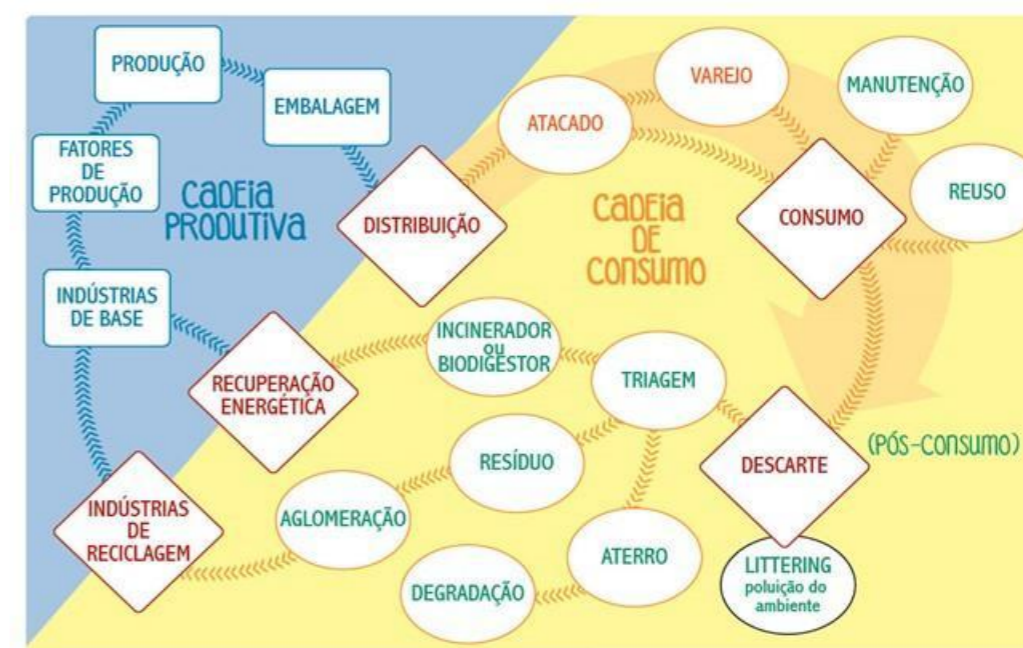 PRODUÇÃO
EMBALAGEM
FATORES
DE
PRODUÇÃO
INDÚSTRIAS
DE BASE
CADEIA
PRODUTIVA
DISTRIBUIÇÃO
ATACADO
VAREJO
MANUTENÇÃO
REUSO
CONSUMO
CADEIA
DE
CONSUMO
RECUPERAÇÃO
ENERGÉTICA
INCINERADOR
OU
BIODIGESTOR
TRIAGEM
DESCARTE
(PÓS-CONSUMO)
RESÍDUO
AGLOMERAÇÃO
INDÚSTRIAS
DE
RECICLAGEM
DEGRADAÇÃO
ATERRO
LITTERING
poluição do
ambiente